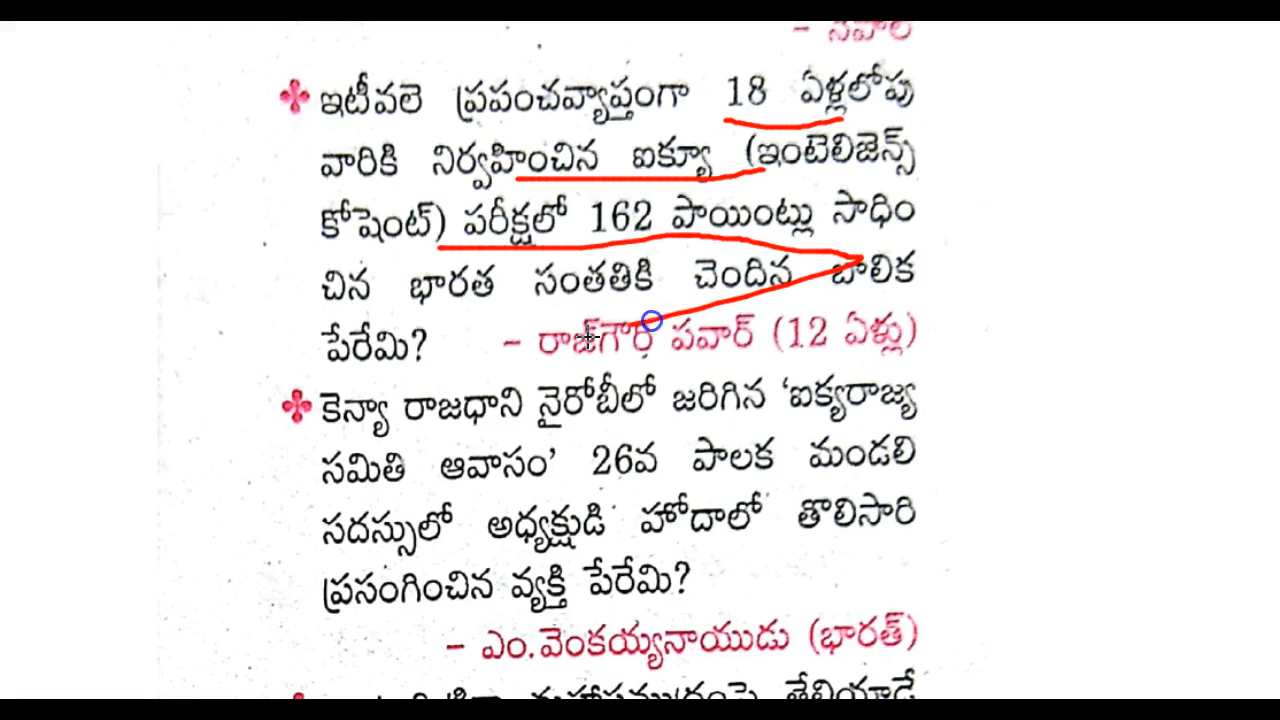 - నేపాల్
ఇటీవలె ప్రపంచవ్యాప్తంగా 18 ఏళ్లలోపు
వారికి నిర్వహించిన ఐక్యూ (ఇంటెలిజెన్స్
కోషెంట్) పరీక్షలో 162 పాయింట్లు సాధిం
చిన భారత సంతతికి చెందిన బాలిక
పేరేమి? - రాజ్‌గౌరి పవార్ (12 ఏళ్లు)
కెన్యా రాజధాని నైరోబీలో జరిగిన 'ఐక్యరాజ్య
సమితి ఆవాసం' 26వ పాలక మండలి
సదస్సులో అధ్యక్షుడి హోదాలో తొలిసారి
ప్రసంగించిన వ్యక్తి పేరేమి?
- ఎం.వెంకయ్యనాయుడు (భారత్)